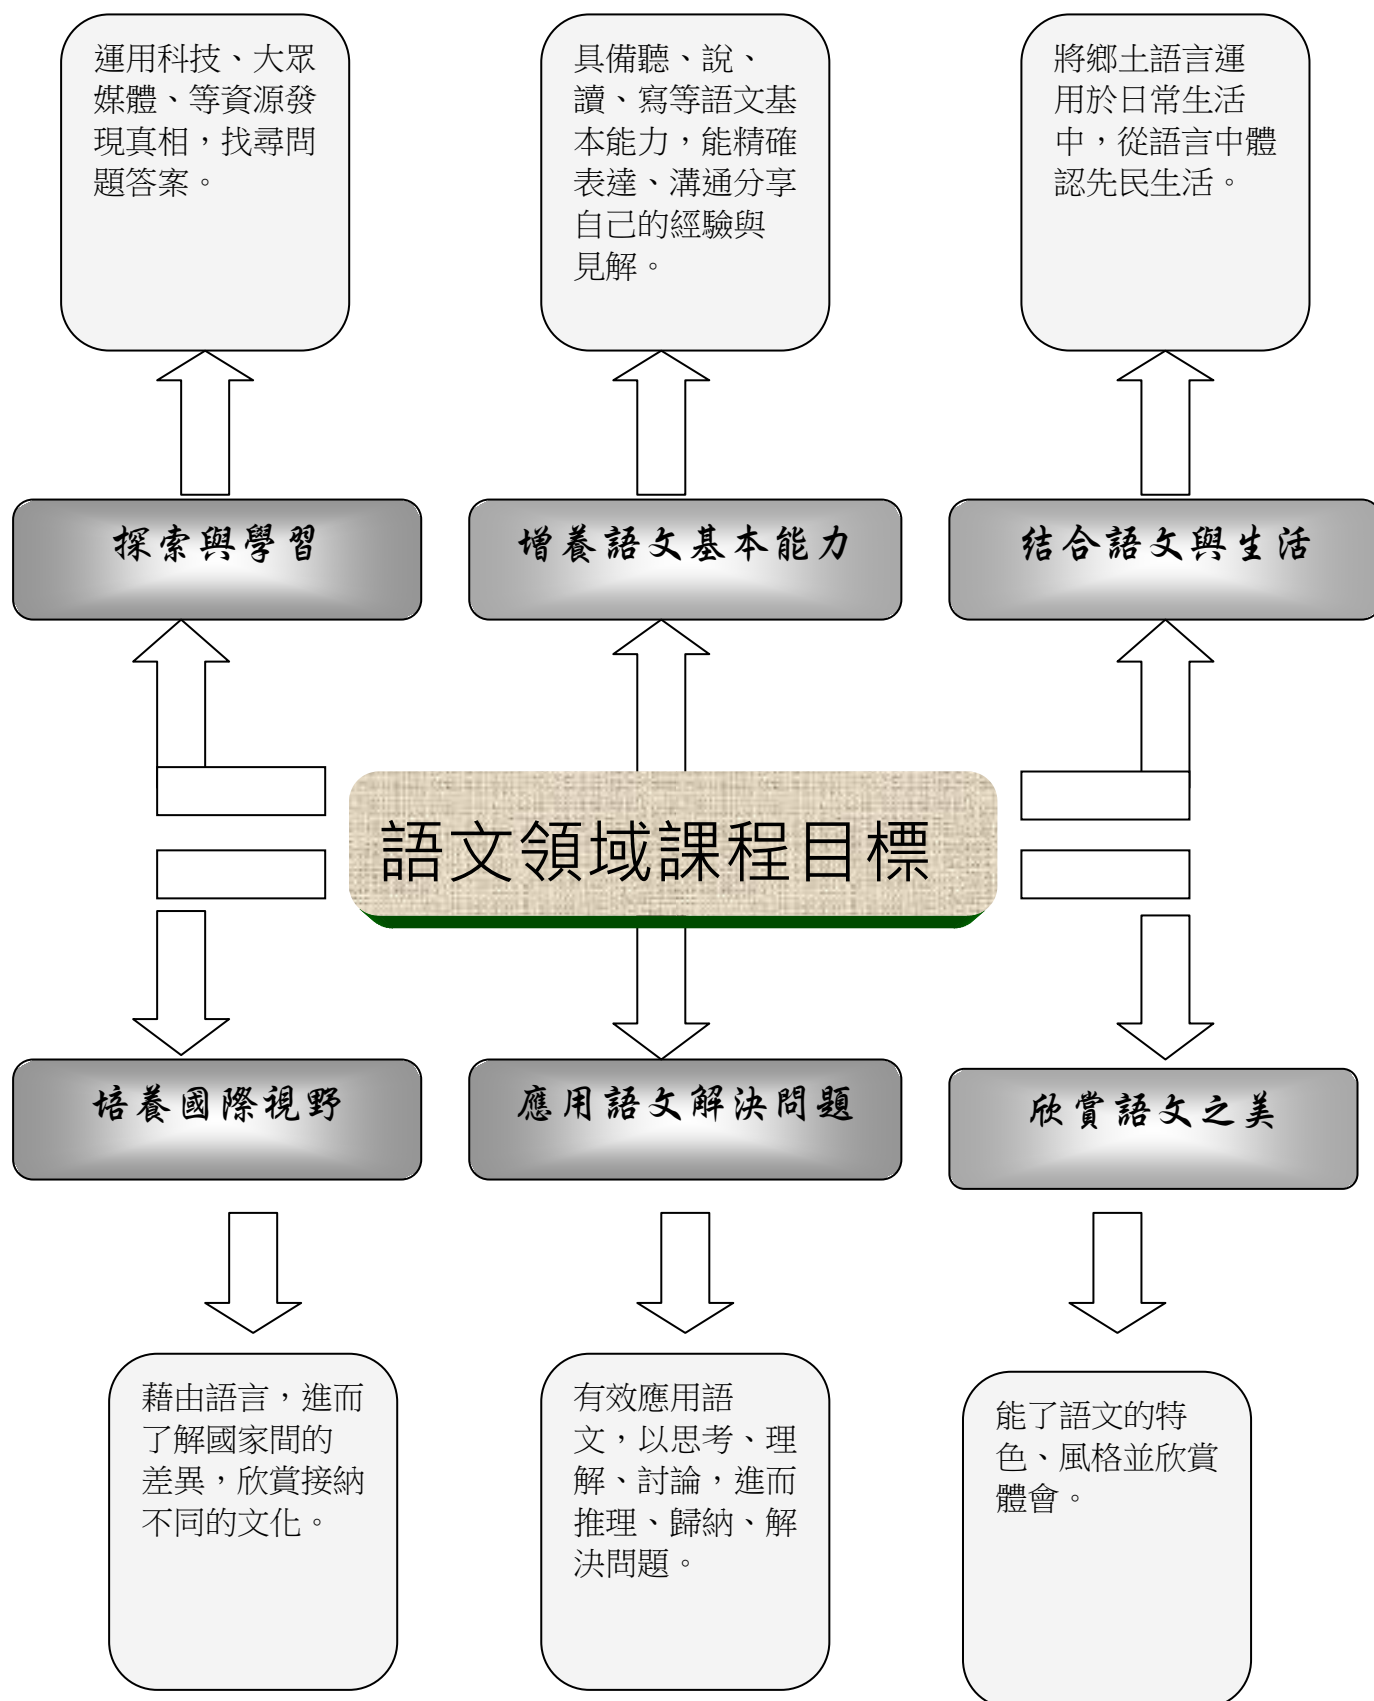 運用科技、大眾
媒體、等資源發
現真相，找尋問
題答案。
具備聽、說、
讀、寫等語文基
本能力，能精確
表達、溝通分享
自己的經驗與
見解。
將鄉土語言運
用於日常生活
中，從語言中體
認先民生活。
探索與學習
增養語文基本能力
结合語文與生活
語文領域課程目標
培養國際視野
應用語文解決問題
欣賞語文之美
藉由語言，進而
了解國家間的
差異，欣賞接納
不同的文化。
有效應用語
文，以思考、理
解、討論，進而
推理、歸納、解
決問題。
能了語文的特
色、風格並欣賞
體會。